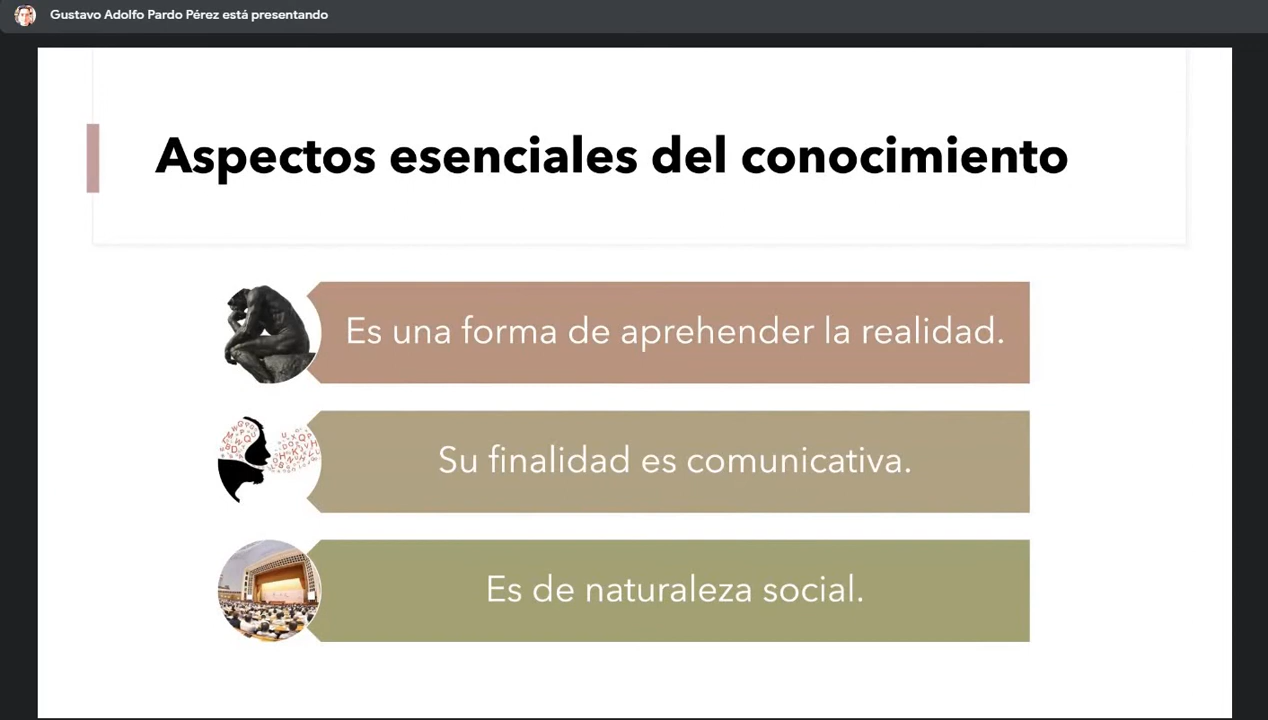 Gustavo Adolfo Pardo Pérez está presentando
Aspectos esenciales del conocimiento
Es una forma de aprehender la realidad.
Su finalidad es comunicativa.
Es de naturaleza social.